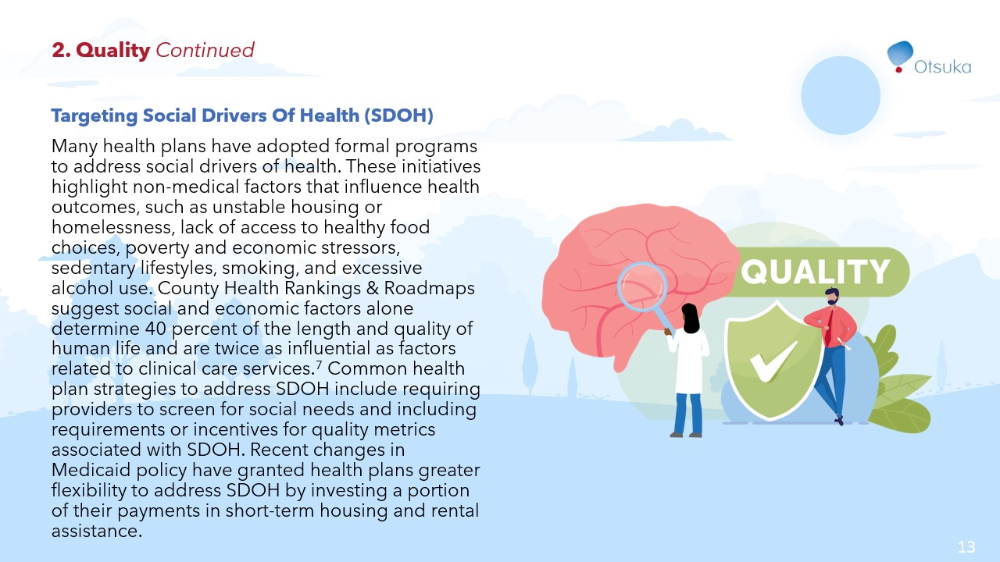 2. Quality Continued
Otsuka
Targeting Social Drivers Of Health (SDOH)
Many health plans have adopted formal programs
to address social drivers of health. These initiatives
highlight non-medical factors that influence health
outcomes, such as unstable housing or
homelessness, lack of access to healthy food
choices, poverty and economic stressors,
sedentary lifestyles, smoking, and excessive
alcohol use. County Health Rankings & Roadmaps
suggest social and economic factors alone
determine 40 percent of the length and quality of
human life and are twice as influential as factors
related to clinical care services.⁷ Common health
plan strategies to address SDOH include requiring
providers to screen for social needs and including
requirements or incentives for quality metrics
associated with SDOH. Recent changes in
Medicaid policy have granted health plans greater
flexibility to address SDOH by investing a portion
of their payments in short-term housing and rental
assistance.
QUALITY
13